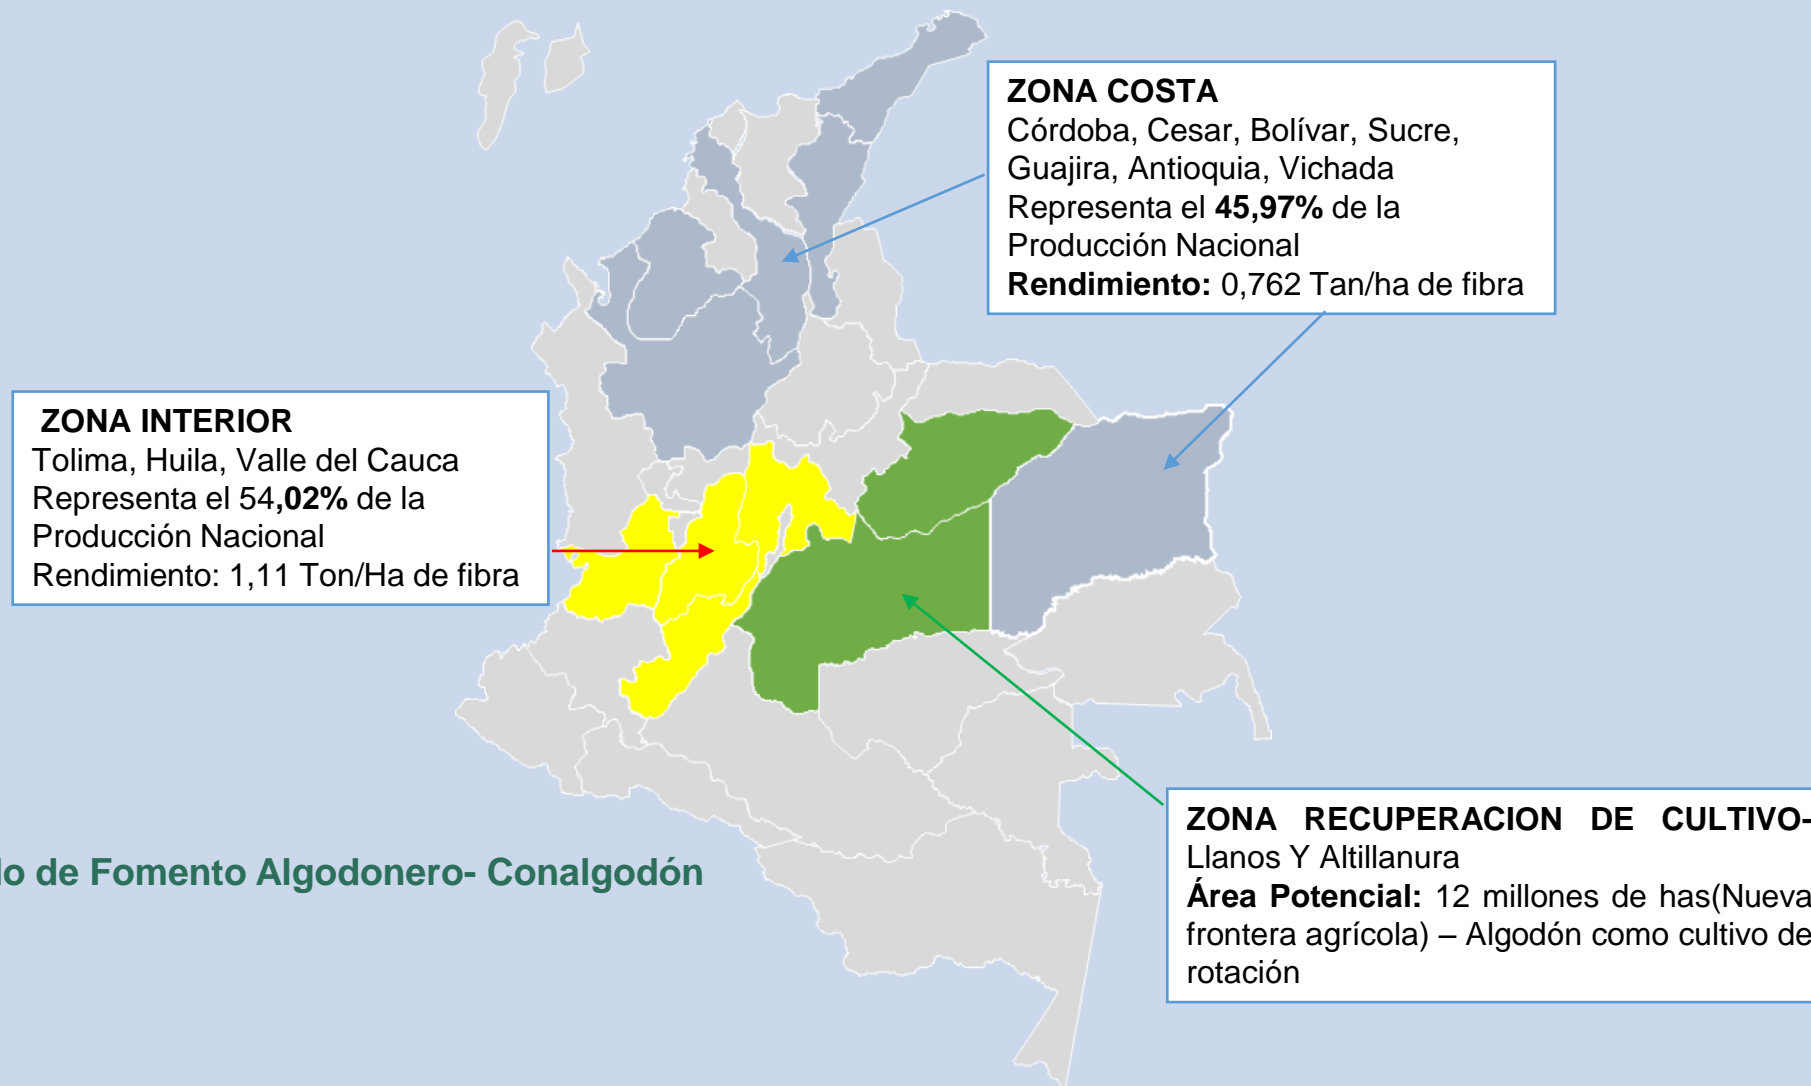 ZONA COSTA
Córdoba, Cesar, Bolívar, Sucre,
Guajira, Antioquia, Vichada
Representa el 45,97% de la
Producción Nacional
Rendimiento: 0,762 Tan/ha de fibra
ZONA INTERIOR
Tolima, Huila, Valle del Cauca
Representa el 54,02% de la
Producción Nacional
Rendimiento: 1,11 Ton/Ha de fibra
ZONA RECUPERACION DE CULTIVO-
Llanos Y Altillanura
Área Potencial: 12 millones de has(Nueva
frontera agrícola) – Algodón como cultivo de
rotación
de Fomento Algodonero- Conalgodón